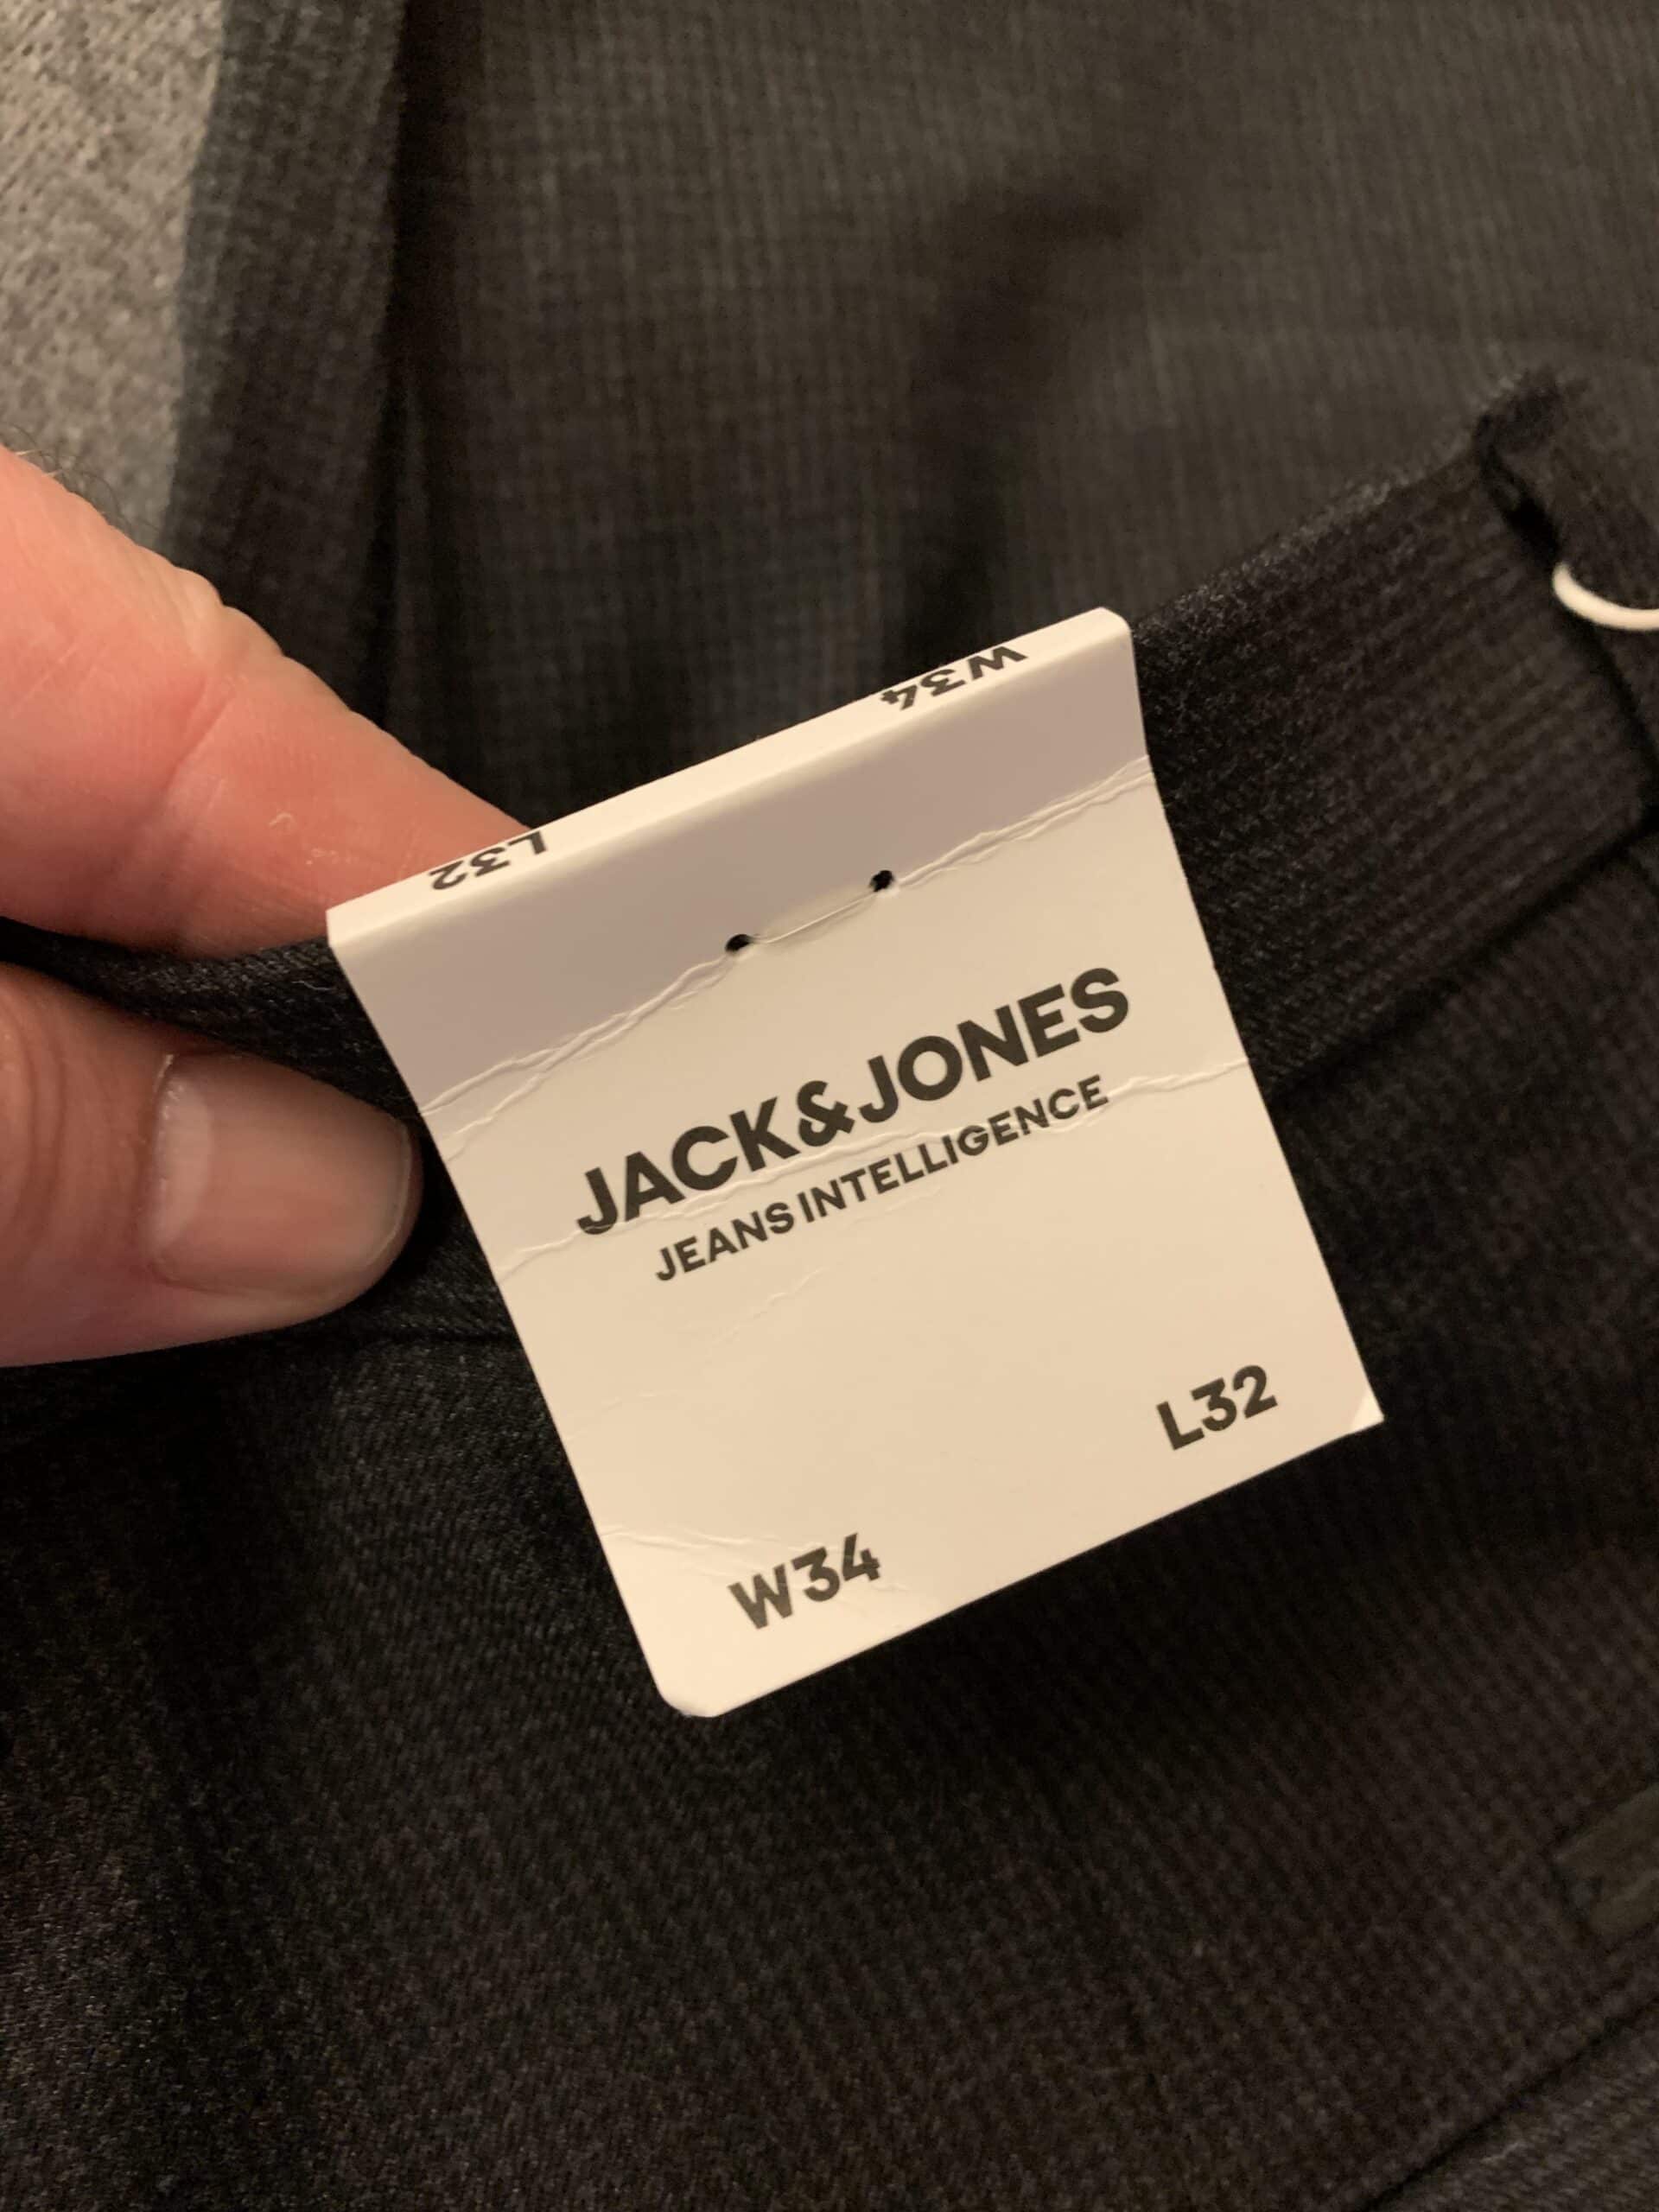 W34
L32
JACK&JONES
JEANS INTELLIGENCE
W34
L32